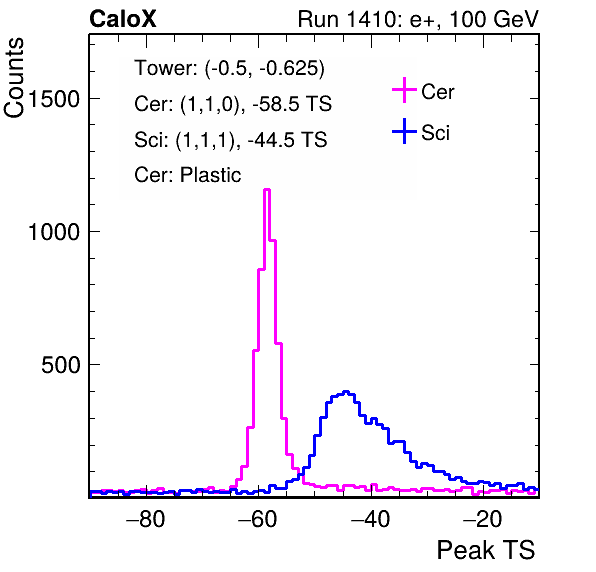 CaloX Run 1410: e+, 100 GeV
Counts
Tower: (-0.5, -0.625)
Cer: (1,1,0), -58.5 TS
Sci: (1,1,1), -44.5 TS
Cer: Plastic
Cer
Sci
1500
1000
500
−80 −60 −40 −20
Peak TS